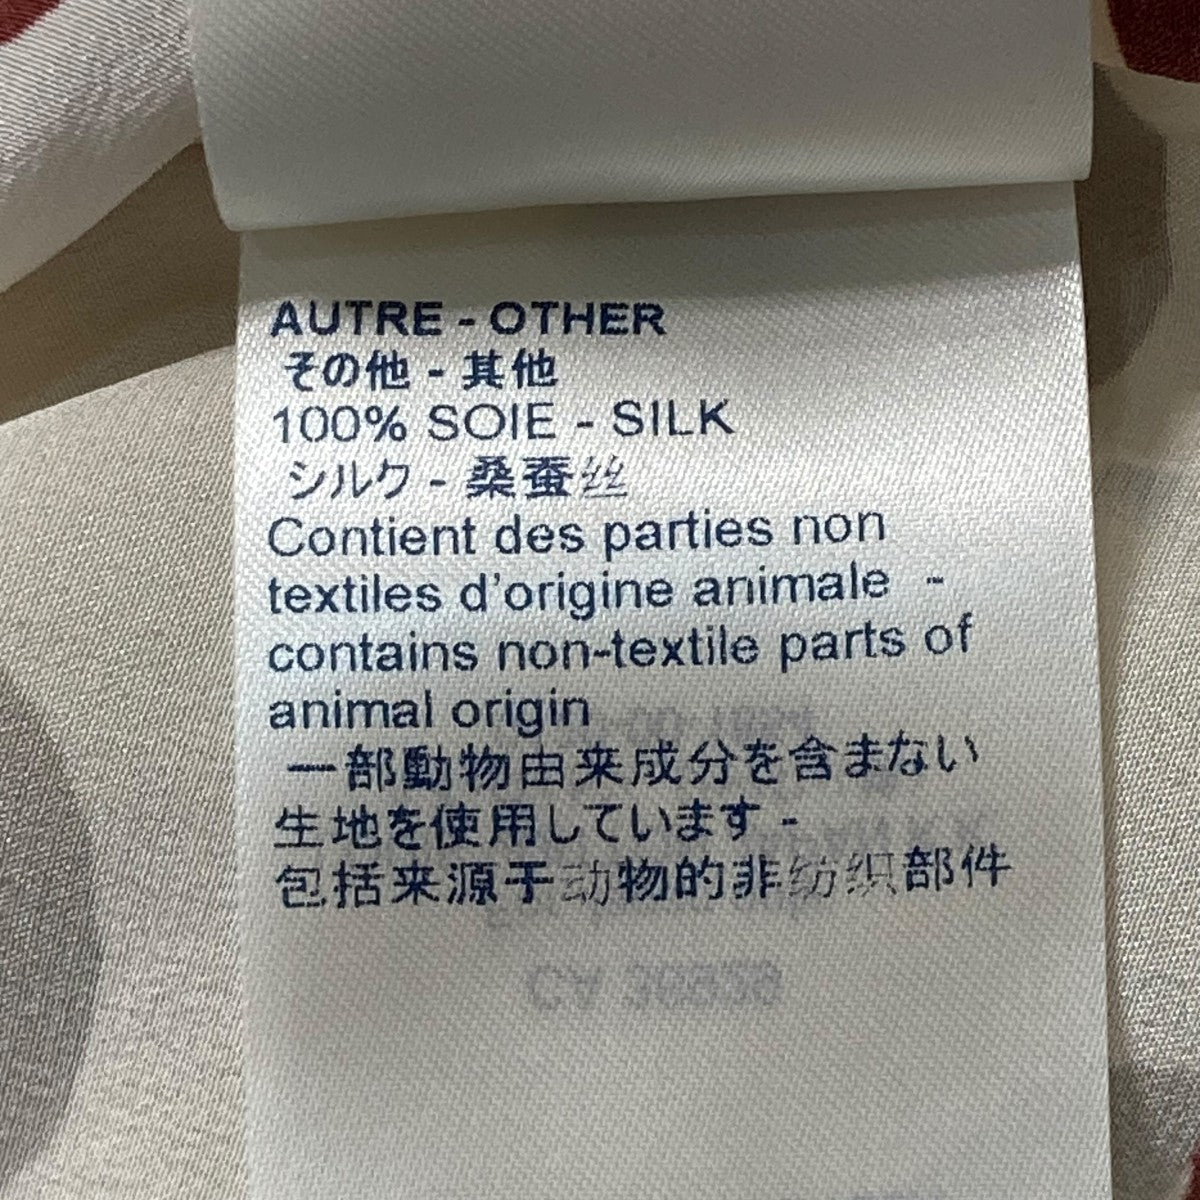 AUTRE - OTHER
その他 - 其他
100% SOIE - SILK
シルク - 桑蚕丝
Contient des parties non
textiles d'origine animale -
contains non-textile parts of
animal origin
一部動物由来成分を含まない
生地を使用しています -
包括来源于动物的非纺织部件